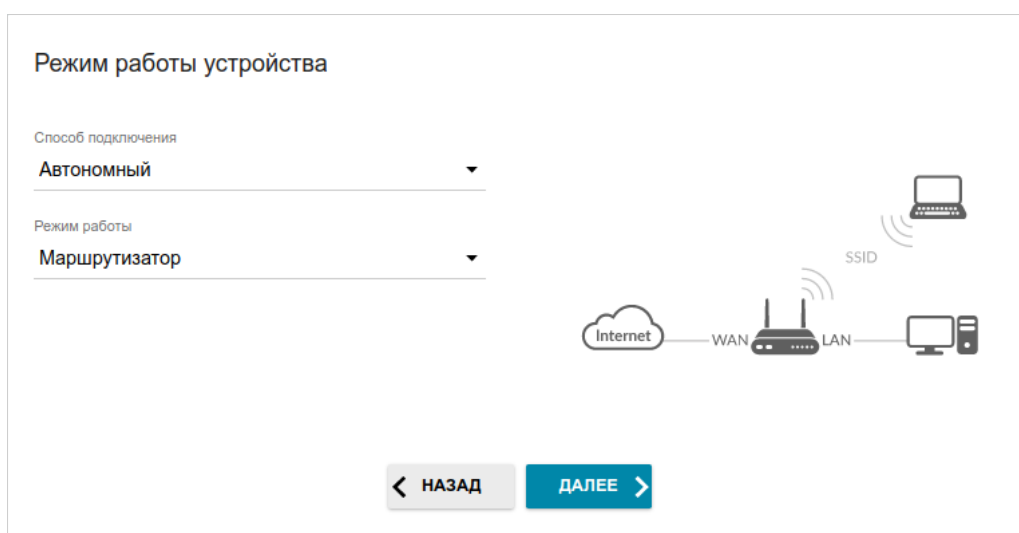 Режим работы устройства
Способ подключения
Автономный
Режим работы
Маршрутизатор
SSID
Internet
WAN
LAN
НАЗАД
ДАЛЕЕ